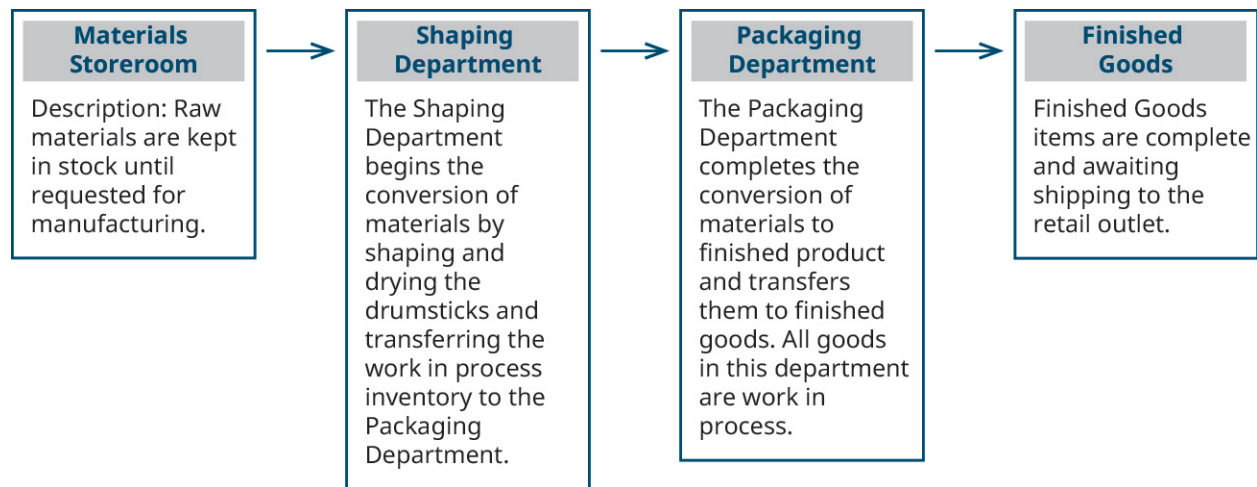 Materials
Storeroom
Description: Raw
materials are kept
in stock until
requested for
manufacturing.
Shaping
Department
The Shaping
Department
begins the
conversion of
materials by
shaping and
drying the
drumsticks and
transferring the
work in process
inventory to the
Packaging
Department.
Packaging
Department
The Packaging
Department
completes the
conversion of
materials to
finished product
and transfers
them to finished
goods. All goods
in this department
are work in
process.
Finished
Goods
Finished Goods
items are complete
and awaiting
shipping to the
retail outlet.